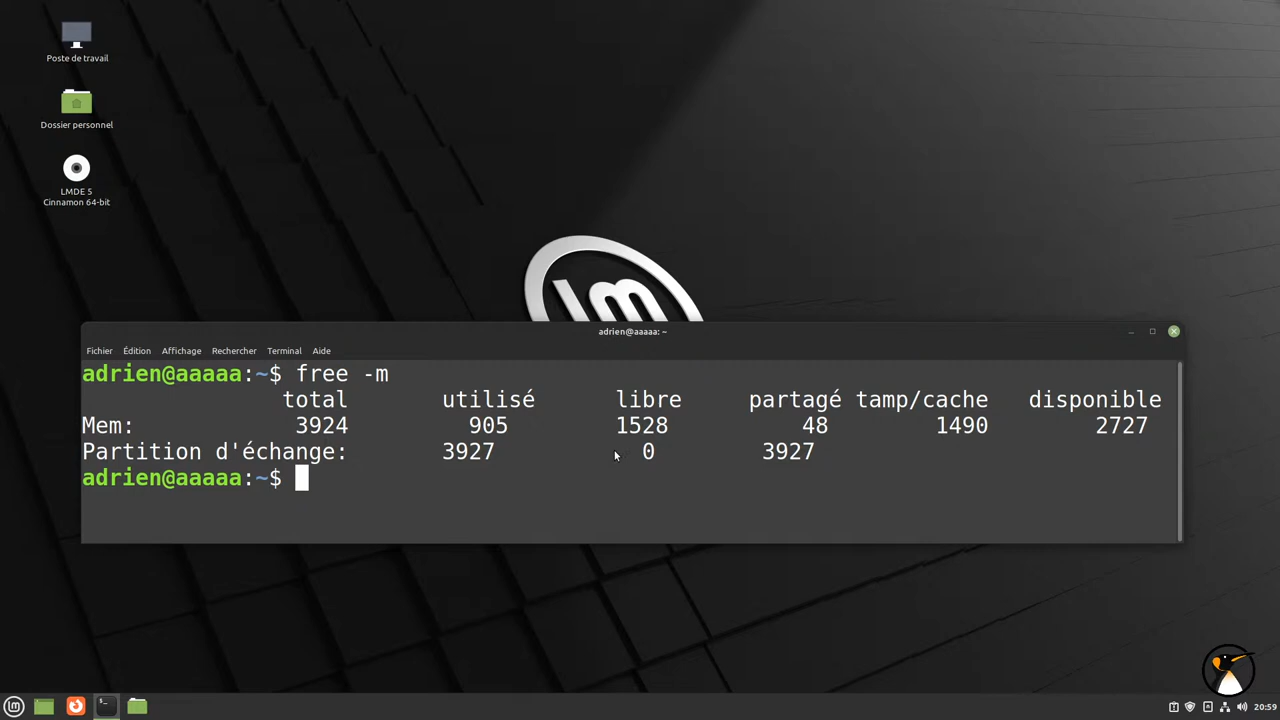 Poste de travail
Dossier personnel
LMDE 5
Cinnamon 64-bit
lm
adrien@aaaaa: ~
Fichier Édition Affichage Rechercher Terminal Aide
adrien@aaaaa:~$ free -m
total utilisé libre partagé tamp/cache disponible
Mem: 3924 905 1528 48 1490 2727
Partition d'échange: 3927 0 3927
adrien@aaaaa:~$
20:59